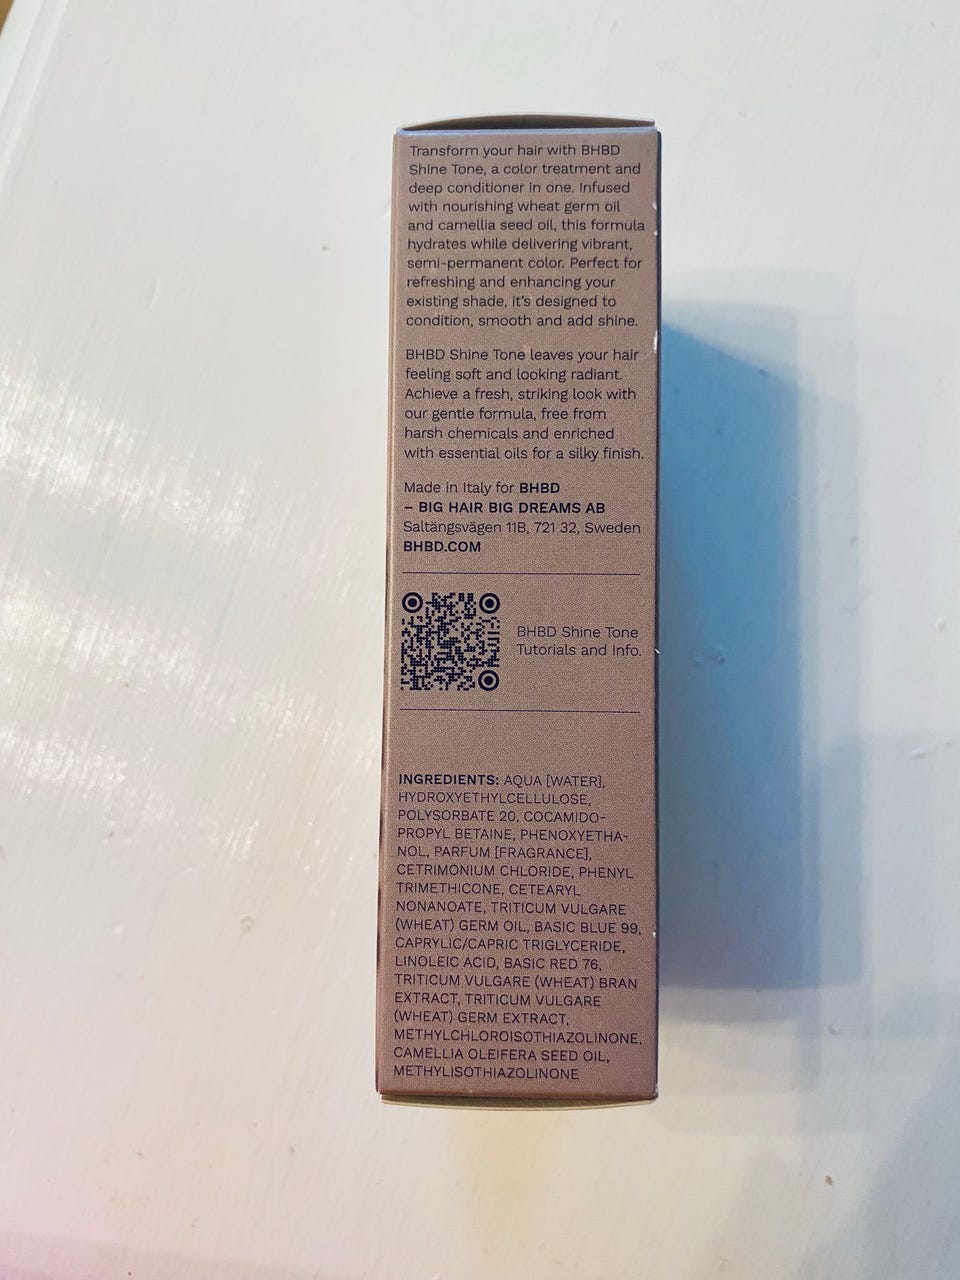 Transform your hair with BHBD
Shine Tone, a color treatment and
deep conditioner in one. Infused
with nourishing wheat germ oil
and camellia seed oil, this formula
hydrates while delivering vibrant,
semi-permanent color. Perfect for
refreshing and enhancing your
existing shade, it's designed to
condition, smooth and add shine.
BHBD Shine Tone leaves your hair
feeling soft and looking radiant.
Achieve a fresh, striking look with
our gentle formula, free from
harsh chemicals and enriched
with essential oils for a silky finish.
Made in Italy for BHBD
– BIG HAIR BIG DREAMS AB
Saltängsvägen 11B, 721 32, Sweden
BHBD.COM
BHBD Shine Tone
Tutorials and Info.
INGREDIENTS: AQUA [WATER],
HYDROXYETHYLCELLULOSE,
POLYSORBATE 20, COCAMIDO-
PROPYL BETAINE, PHENOXYETHA-
NOL, PARFUM [FRAGRANCE],
CETRIMONIUM CHLORIDE, PHENYL
TRIMETHICONE, CETEARYL
NONANOATE, TRITICUM VULGARE
(WHEAT) GERM OIL, BASIC BLUE 99,
CAPRYLIC/CAPRIC TRIGLYCERIDE,
LINOLEIC ACID, BASIC RED 76,
TRITICUM VULGARE (WHEAT) BRAN
EXTRACT, TRITICUM VULGARE
(WHEAT) GERM EXTRACT,
METHYLCHLOROISOTHIAZOLINONE,
CAMELLIA OLEIFERA SEED OIL,
METHYLISOTHIAZOLINONE